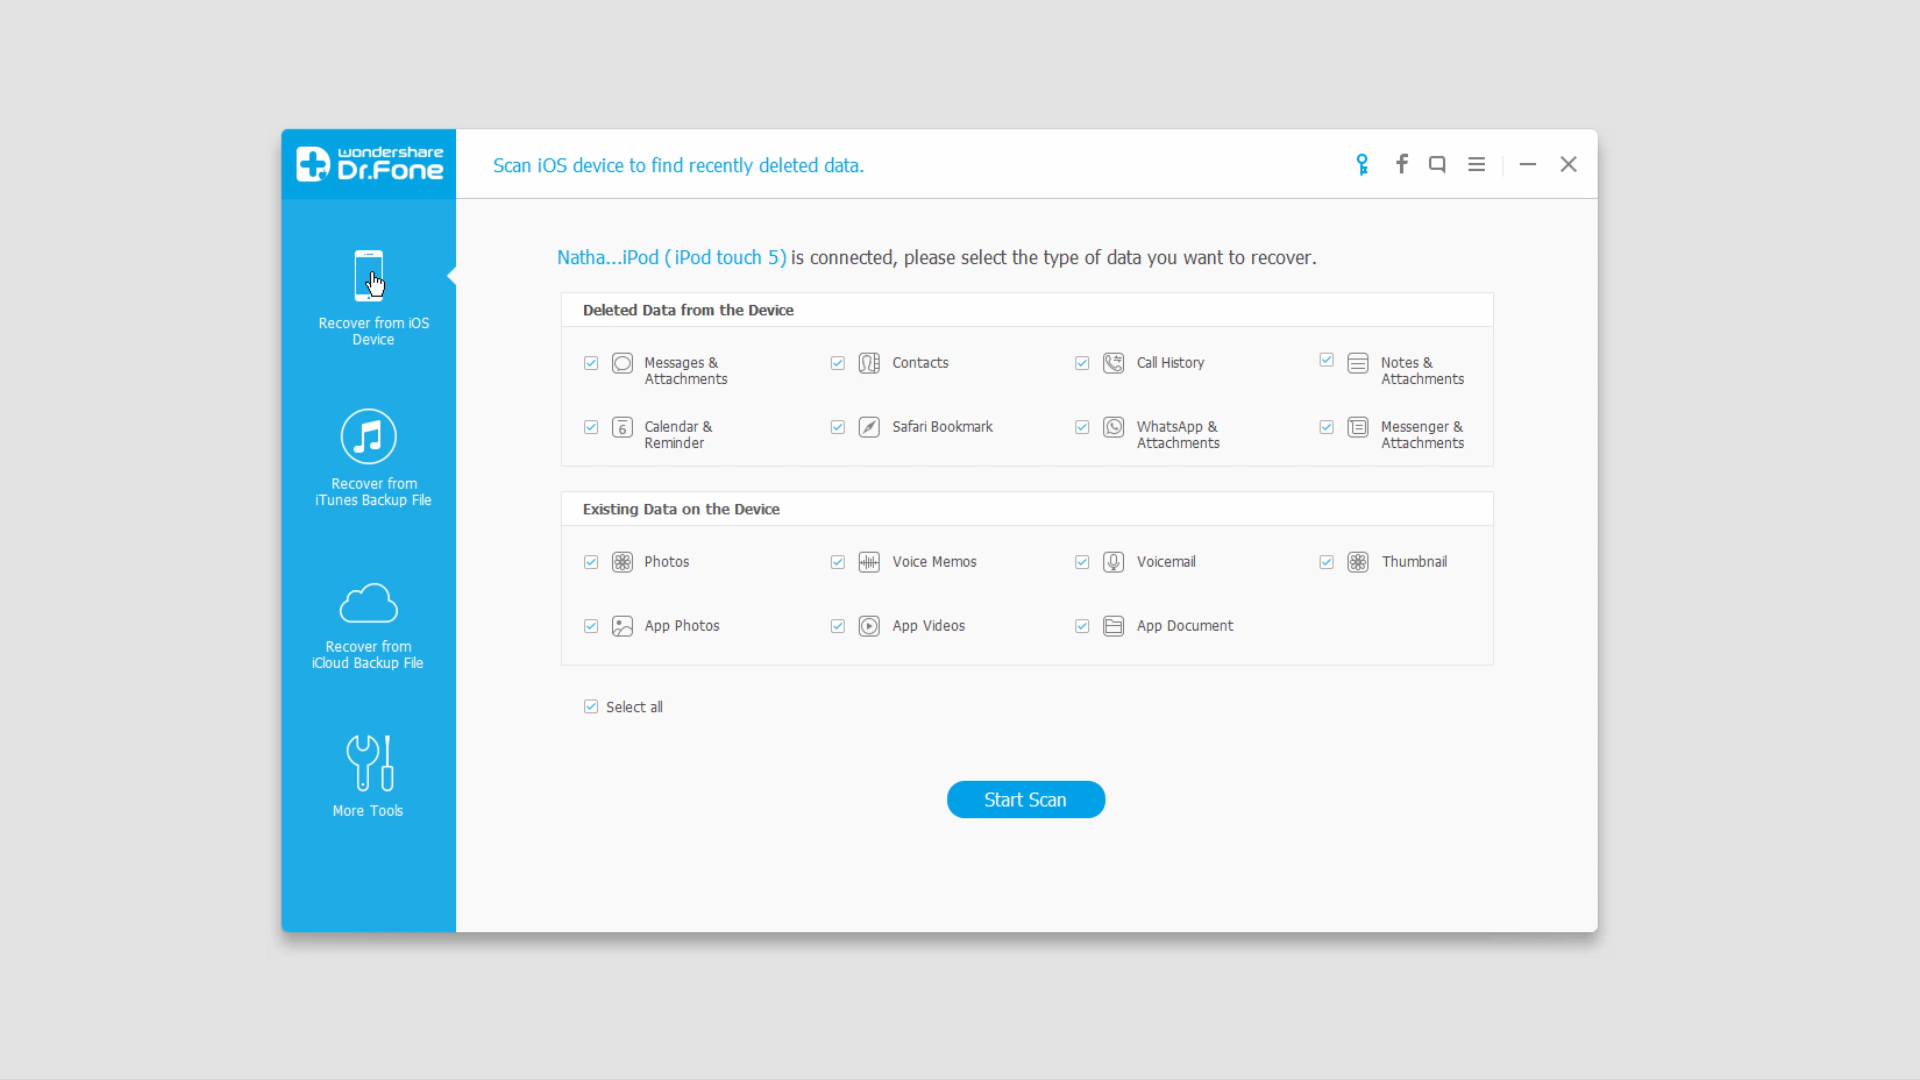 wondershare
Dr.Fone
Scan iOS device to find recently deleted data.
Natha...iPod ( iPod touch 5) is connected, please select the type of data you want to recover.
Recover from iOS
Device
Recover from
iTunes Backup File
Recover from
iCloud Backup File
More Tools
Deleted Data from the Device
Messages &
Attachments
Contacts
Call History
Notes &
Attachments
6
Calendar &
Reminder
Safari Bookmark
WhatsApp &
Attachments
Messenger &
Attachments
Existing Data on the Device
Photos
Voice Memos
Voicemail
Thumbnail
App Photos
App Videos
App Document
Select all
Start Scan